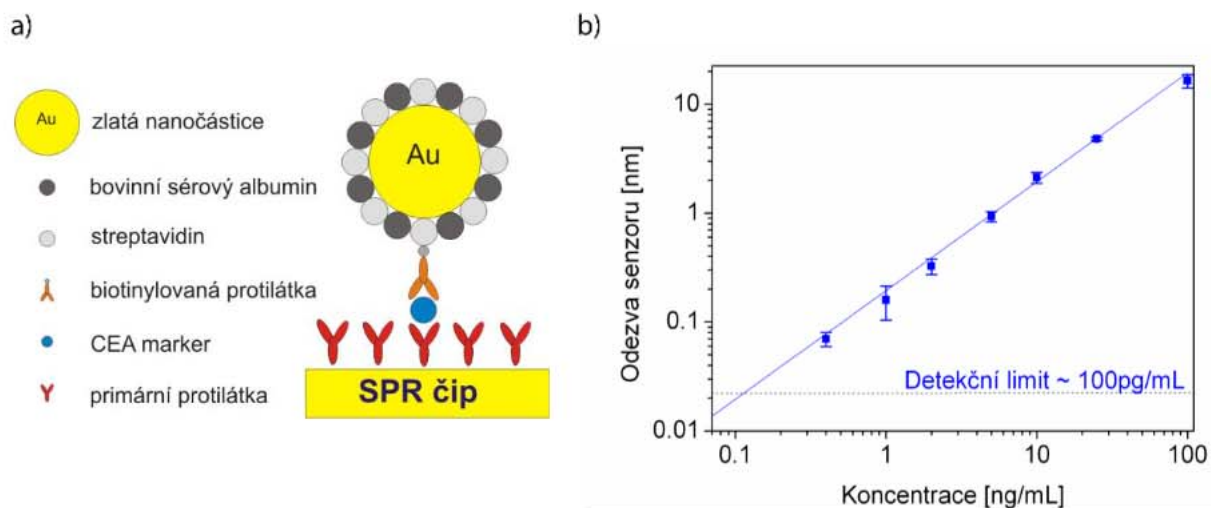 a)
Au
zlatá nanočástice
bovinní sérový albumin
streptavidin
biotinylovaná protilátka
CEA marker
primární protilátka
Au
SPR čip
b)
Odezva senzoru [nm]
10
1
0.1
0.01
Detekční limit ~ 100pg/mL
0.1
1
10
100
Koncentrace [ng/mL]